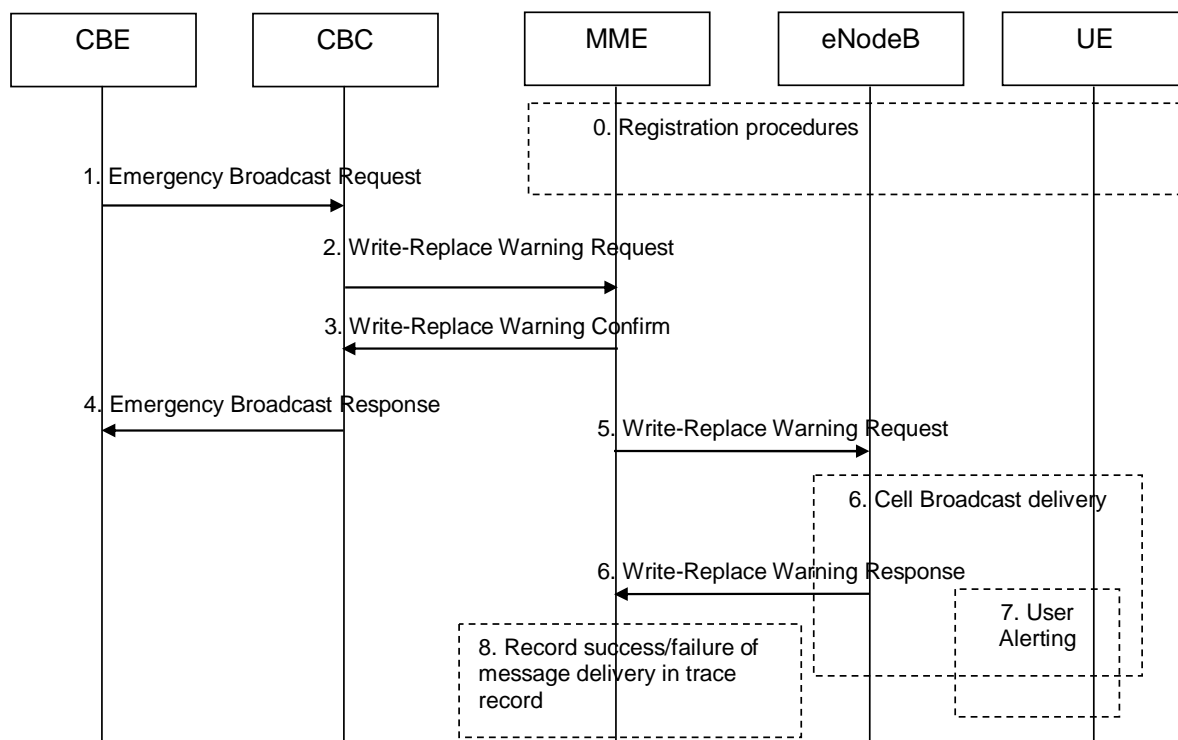 CBE
CBC
MME
eNodeB
UE
0. Registration procedures
1. Emergency Broadcast Request
2. Write-Replace Warning Request
3. Write-Replace Warning Confirm
4. Emergency Broadcast Response
5. Write-Replace Warning Request
6. Cell Broadcast delivery
6. Write-Replace Warning Response
7. User
Alerting
8. Record success/failure of
message delivery in trace
record